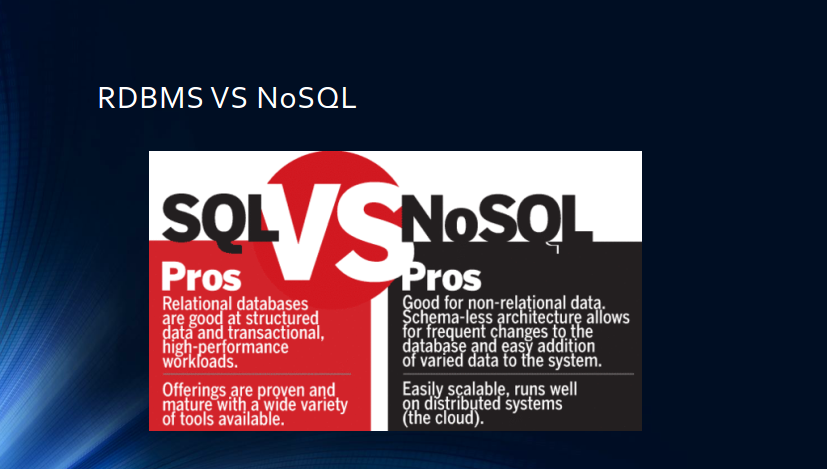 RDBMS VS NoSQL
SQL VS NoSQL
Pros
Relational databases
are good at structured
data and transactional,
high-performance
workloads.
Offerings are proven and
mature with a wide variety
of tools available.
Pros
Good for non-relational data.
Schema-less architecture allows
for frequent changes to the
database and easy addition
of varied data to the system.
Easily scalable, runs well
on distributed systems
(the cloud).